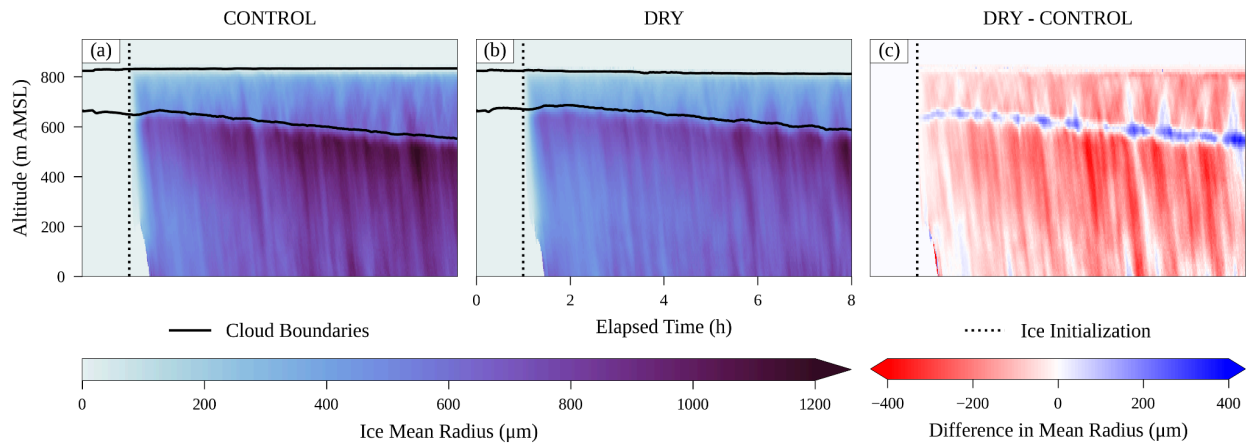 CONTROL DRY DRY - CONTROL
(a) (b) (c)
Altitude (m AMSL)
800
600
400
200
0
0 2 4 6 8
Elapsed Time (h)
Cloud Boundaries Ice Initialization
0 200 400 600 800 1000 1200
Ice Mean Radius (μm)
−400 −200 0 200 400
Difference in Mean Radius (μm)